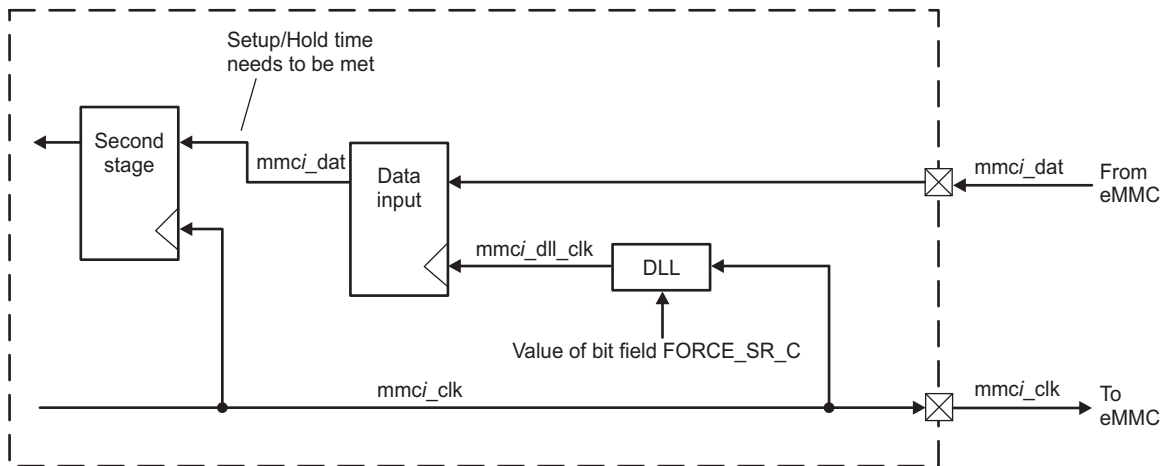 Setup/Hold time
needs to be met
Second
stage
mmci_dat
Data
input
mmci_dat
From
eMMC
mmci_dll_clk
DLL
Value of bit field FORCE_SR_C
mmci_clk
mmci_clk
To
eMMC